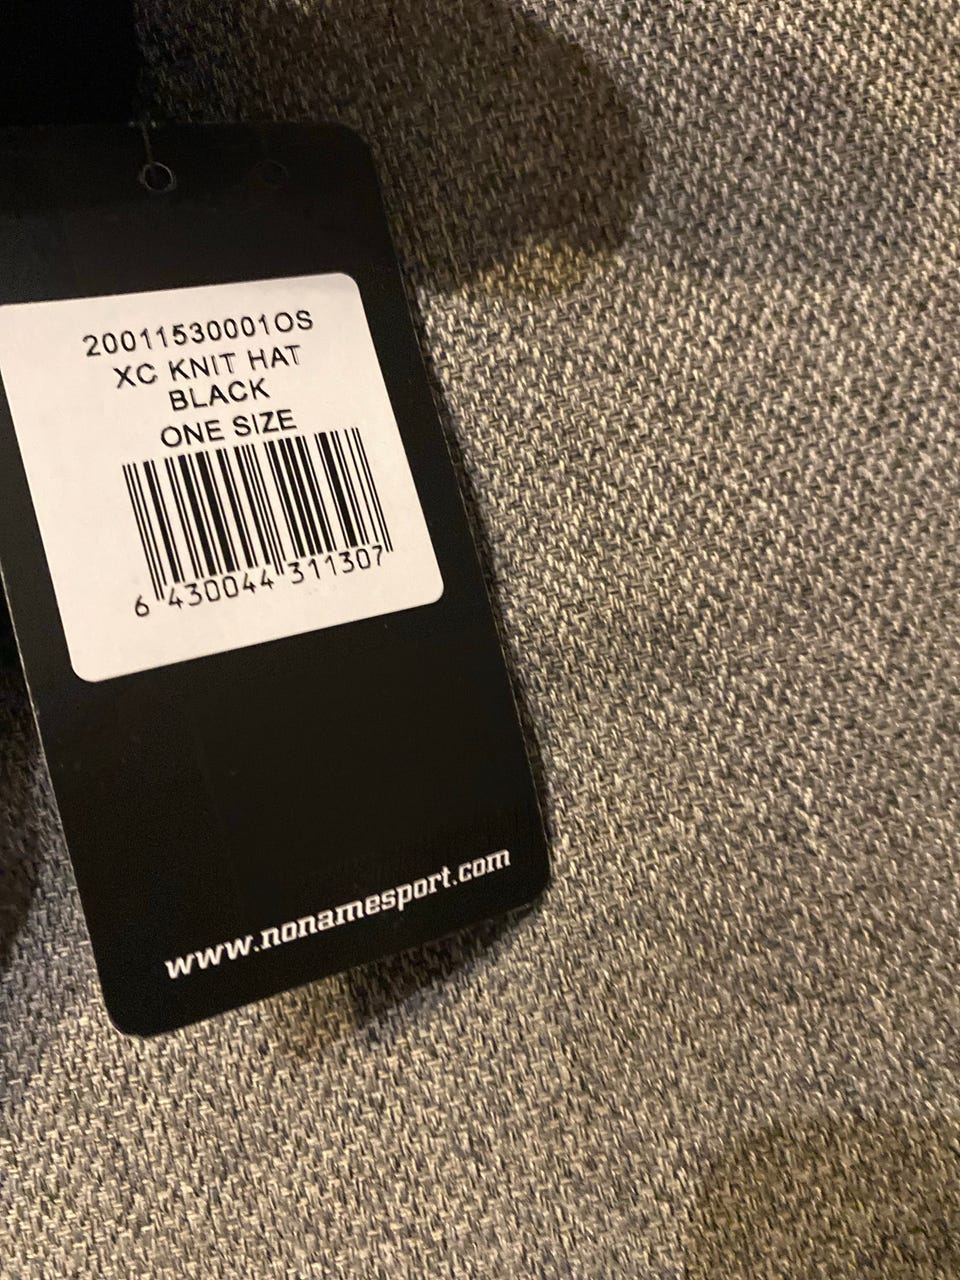 20011530001OS
XC KNIT HAT
BLACK
ONE SIZE
6 430044 311307
www.nonamesport.com